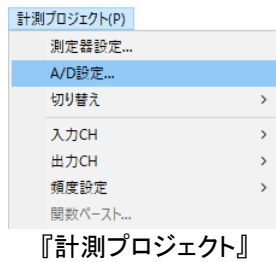 計測プロジェクト(P)
測定器設定...
A/D設定...
切り替え
入力CH
出力CH
頻度設定
関数ペースト...
『計測プロジェクト』